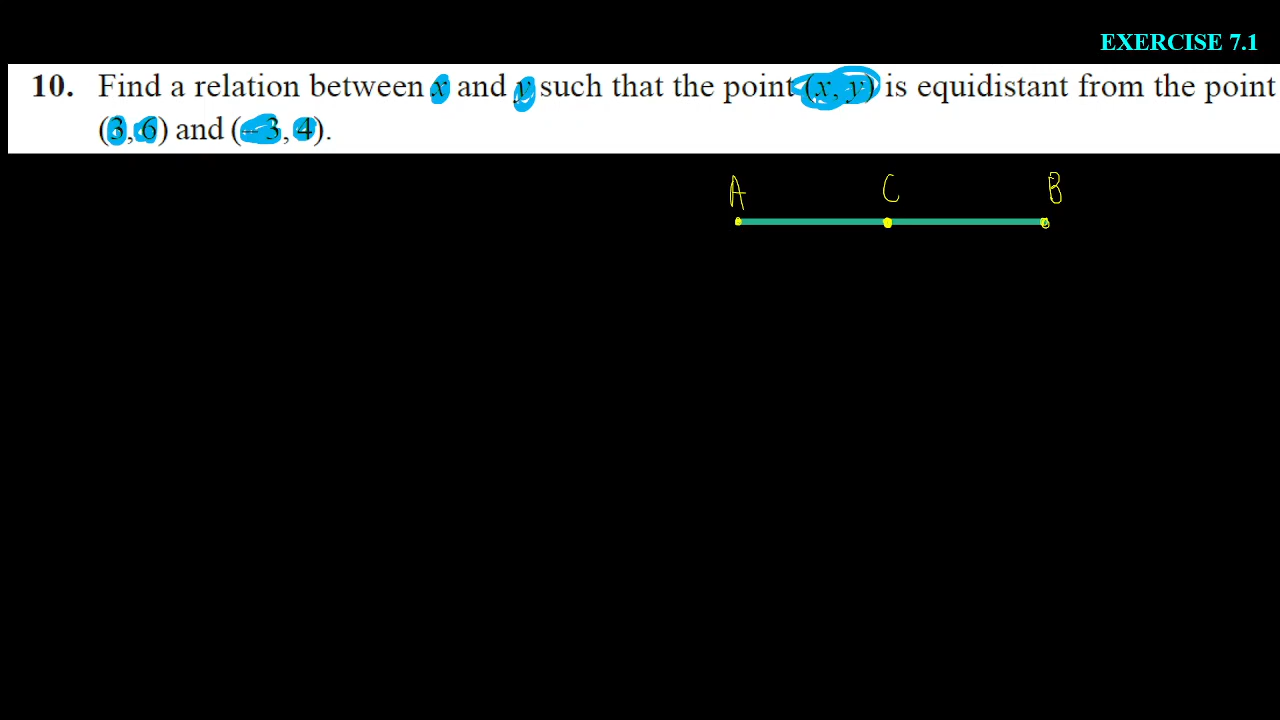 EXERCISE 7.1
10. Find a relation between x and y such that the point (x, y) is equidistant from the point
(3, 6) and (– 3, 4).
A C B